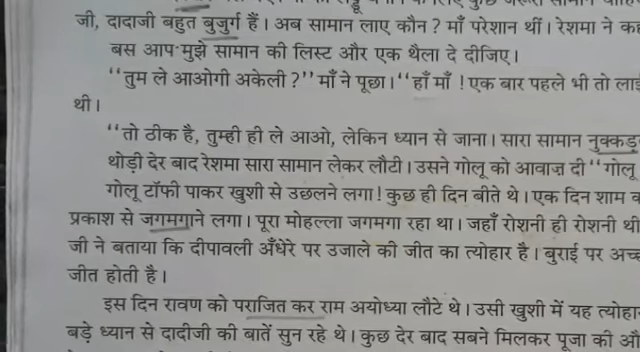 जी, दादाजी बहुत बुजुर्ग हैं। अब सामान लाए कौन? माँ परेशान थीं। रेशमा ने
बस आप मुझे सामान की लिस्ट और एक थैला दे दीजिए।
“तुम ले आओगी अकेली?” माँ ने पूछा। “हाँ माँ ! एक बार पहले भी तो
थी।
“तो ठीक है, तुम्ही ही ले आओ, लेकिन ध्यान से जाना। सारा सामान नुक्कड़
थोड़ी देर बाद रेशमा सारा सामान लेकर लौटी। उसने गोलू को आवाज़ दी “गोलू
गोलू टॉफी पाकर खुशी से उछलने लगा! कुछ ही दिन बीते थे। एक दिन शाम
प्रकाश से जगमगाने लगा। पूरा मोहल्ला जगमगा रहा था। जहाँ रोशनी ही रोशनी थी
जी ने बताया कि दीपावली अँधेरे पर उजाले की जीत का त्योहार है। बुराई पर
जीत होती है।
इस दिन रावण को पराजित कर राम अयोध्या लौटे थे। उसी खुशी में यह
बड़े ध्यान से दादीजी की बातें सुन रहे थे। कुछ देर बाद सबने मिलकर पूजा की